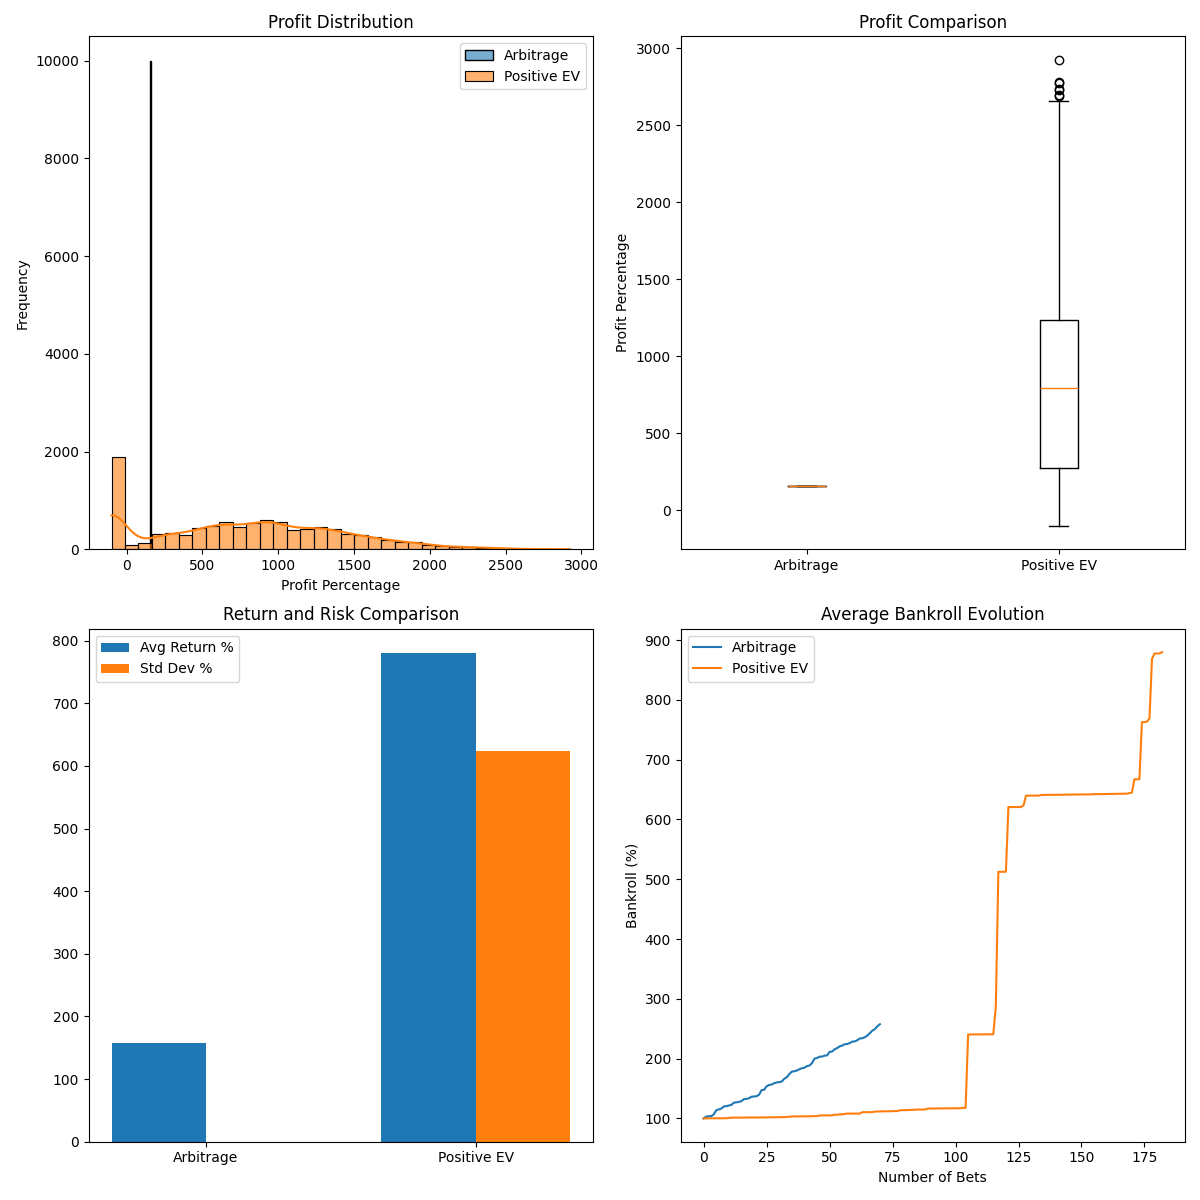 Profit Distribution
Arbitrage
Positive EV
10000
8000
6000
4000
2000
0
Frequency
0 500 1000 1500 2000 2500 3000
Profit Percentage
Profit Comparison
3000
2500
2000
1500
1000
500
0
Profit Percentage
Arbitrage Positive EV
Return and Risk Comparison
Avg Return %
Std Dev %
800
700
600
500
400
300
200
100
0
Arbitrage Positive EV
Average Bankroll Evolution
Arbitrage
Positive EV
900
800
700
600
500
400
300
200
100
Bankroll (%)
0 25 50 75 100 125 150 175
Number of Bets